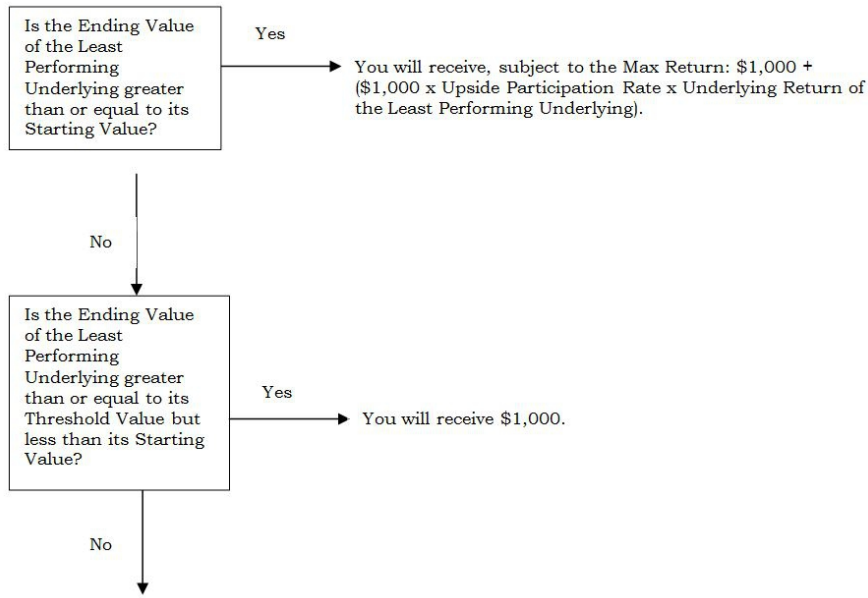 Is the Ending Value
of the Least
Performing
Underlying greater
than or equal to its
Starting Value?
Yes
You will receive, subject to the Max Return: $1,000 +
($1,000 x Upside Participation Rate x Underlying Return of
the Least Performing Underlying).
No
Is the Ending Value
of the Least
Performing
Underlying greater
than or equal to its
Threshold Value but
less than its Starting
Value?
Yes
You will receive $1,000.
No